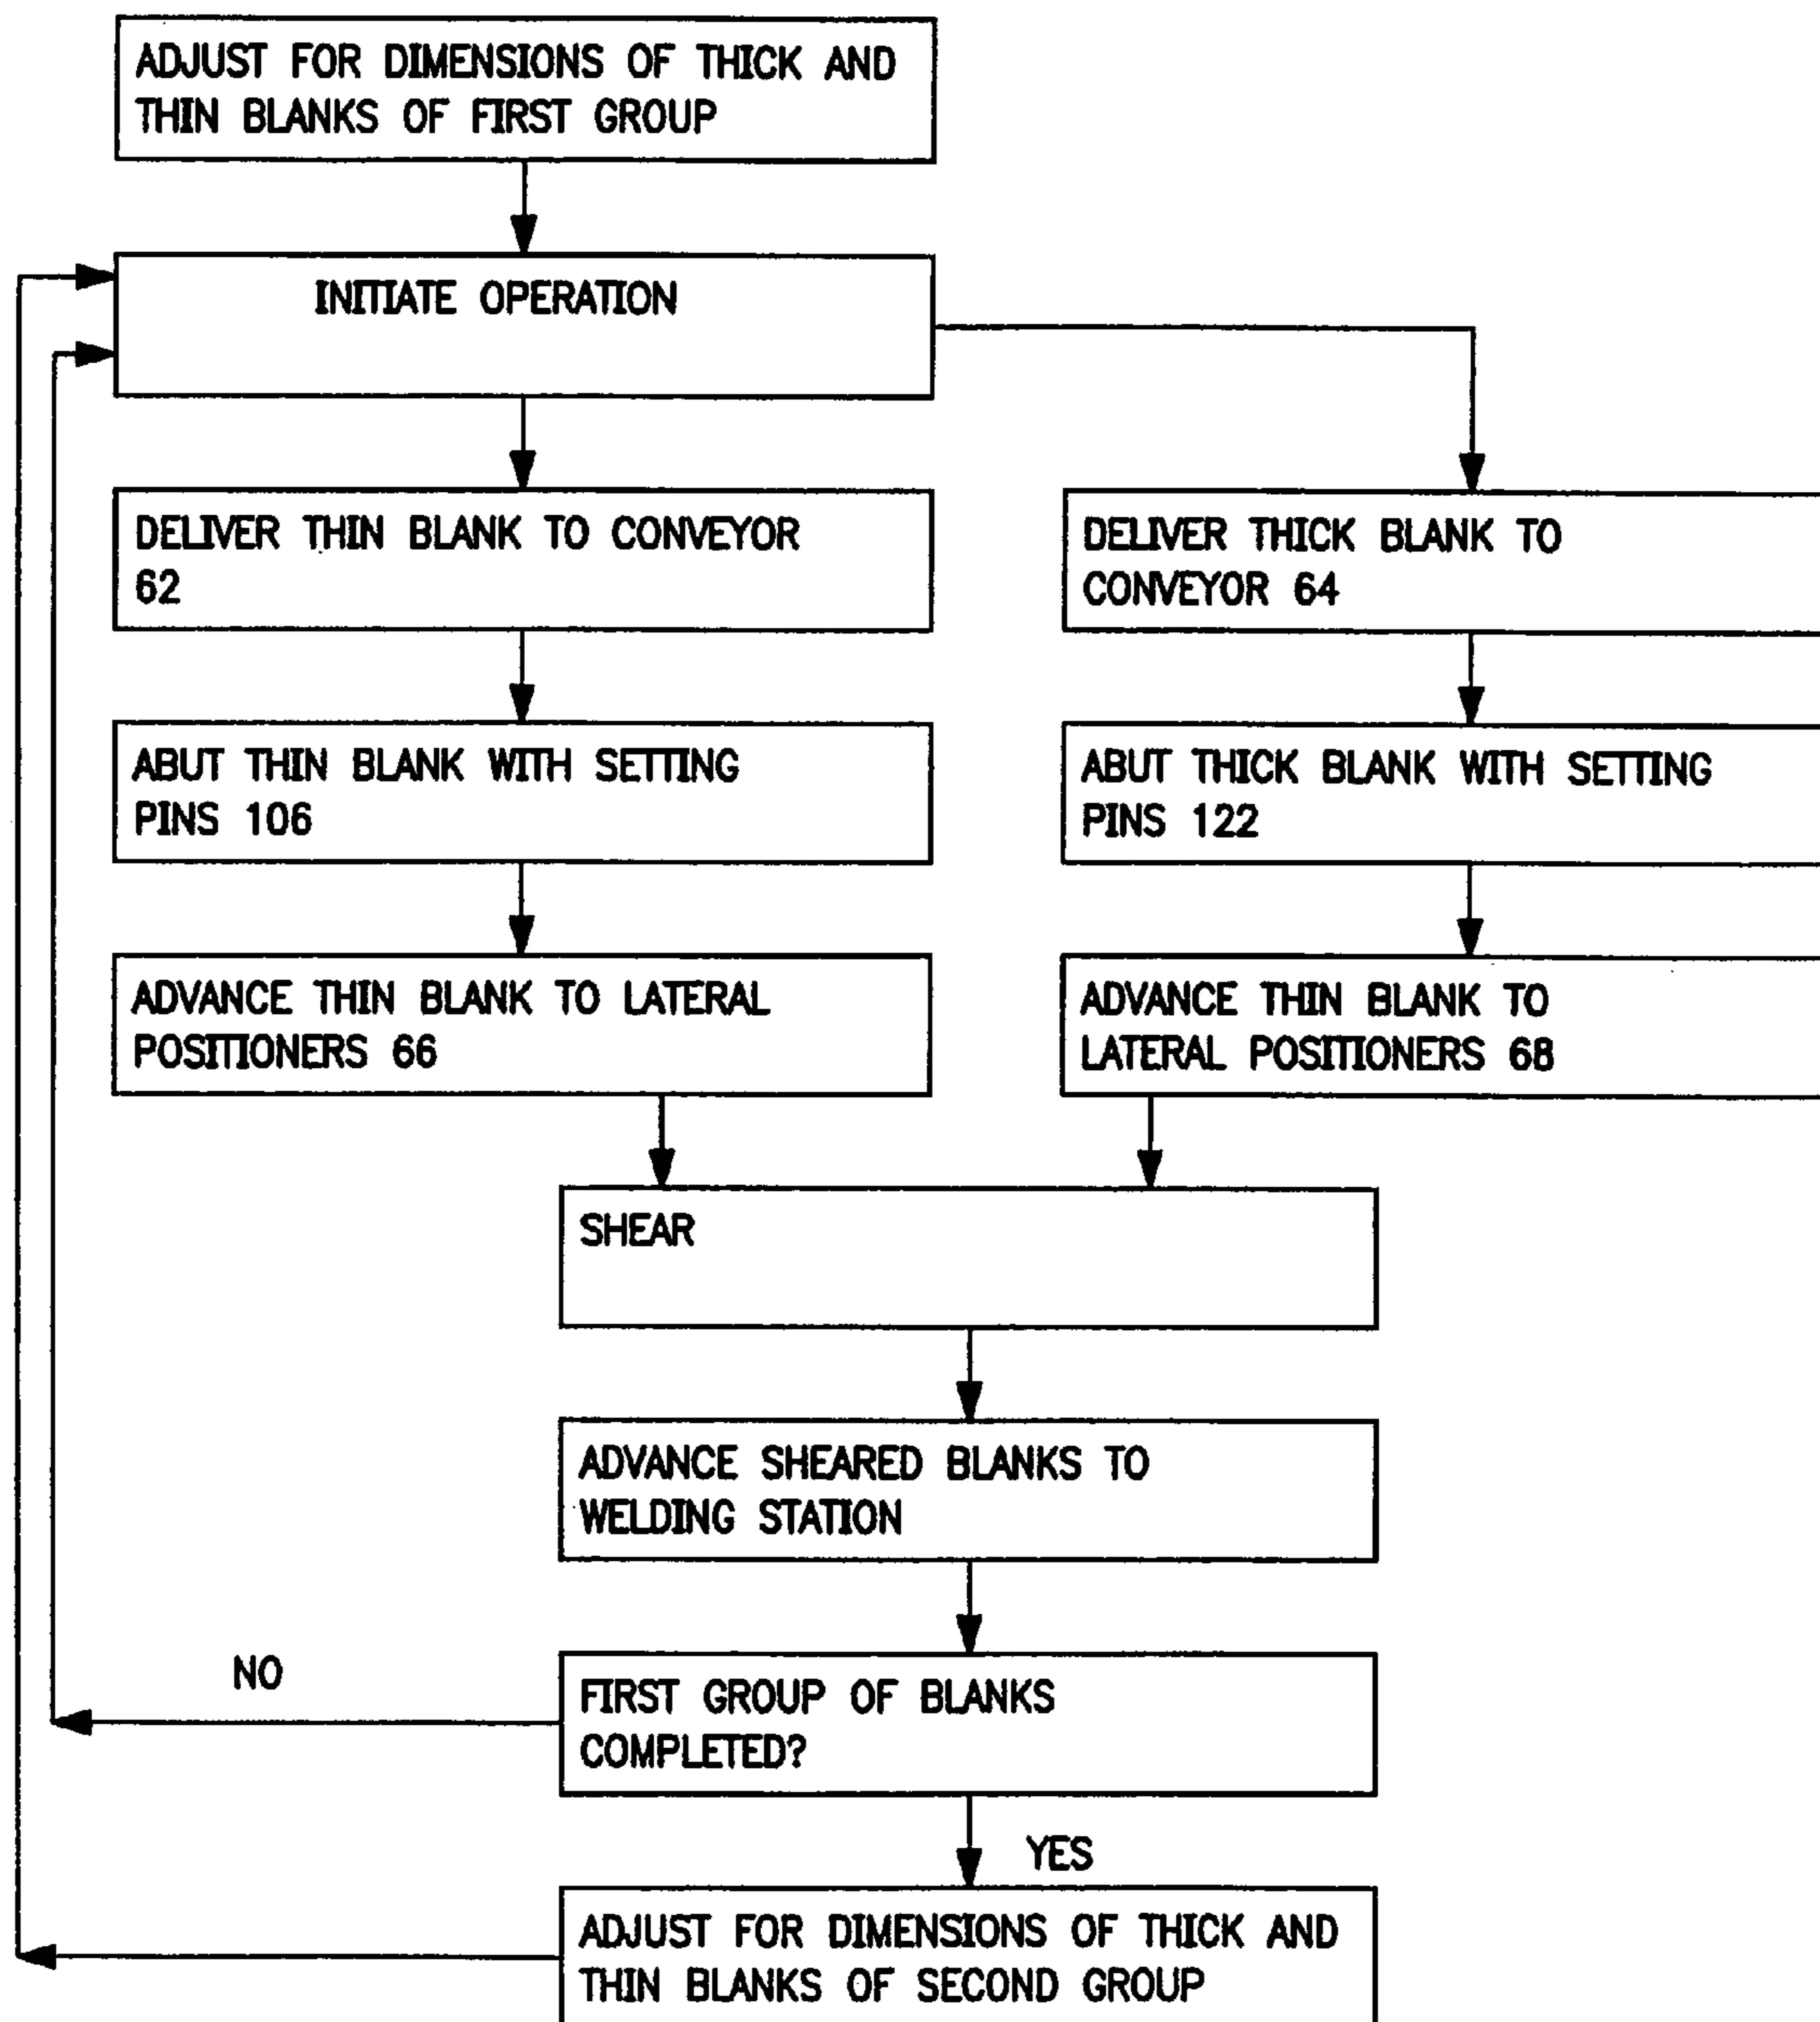 ADJUST FOR DIMENSIONS OF THICK AND
THIN BLANKS OF FIRST GROUP
INITIATE OPERATION
DELIVER THIN BLANK TO CONVEYOR
62
DELIVER THICK BLANK TO
CONVEYOR 64
ABUT THIN BLANK WITH SETTING
PINS 106
ABUT THICK BLANK WITH SETTING
PINS 122
ADVANCE THIN BLANK TO LATERAL
POSITIONERS 66
ADVANCE THIN BLANK TO
LATERAL POSITIONERS 68
SHEAR
ADVANCE SHEARED BLANKS TO
WELDING STATION
NO
FIRST GROUP OF BLANKS
COMPLETED?
YES
ADJUST FOR DIMENSIONS OF THICK AND
THIN BLANKS OF SECOND GROUP